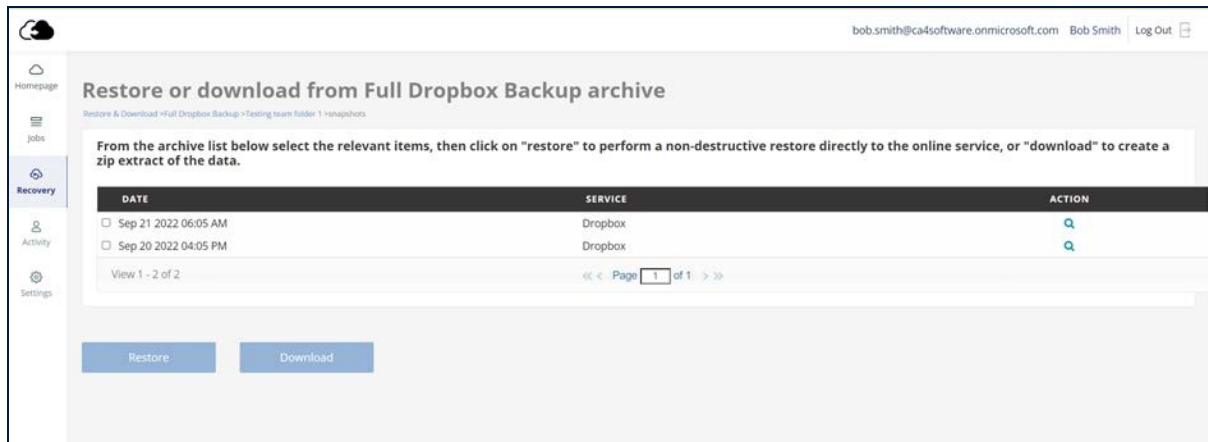 bob.smith@ca4software.onmicrosoft.com Bob Smith Log Out
Homepage
Jobs
Recovery
Activity
Settings
Restore or download from Full Dropbox Backup archive
Restore & Download >Full Dropbox Backup >Testing team folder 1 >snapshots
From the archive list below select the relevant items, then click on "restore" to perform a non-destructive restore directly to the online service, or "download" to create a
zip extract of the data.
DATE SERVICE ACTION
Sep 21 2022 06:05 AM Dropbox
Sep 20 2022 04:05 PM Dropbox
View 1 - 2 of 2 << < Page 1 of 1 > >>
Restore Download